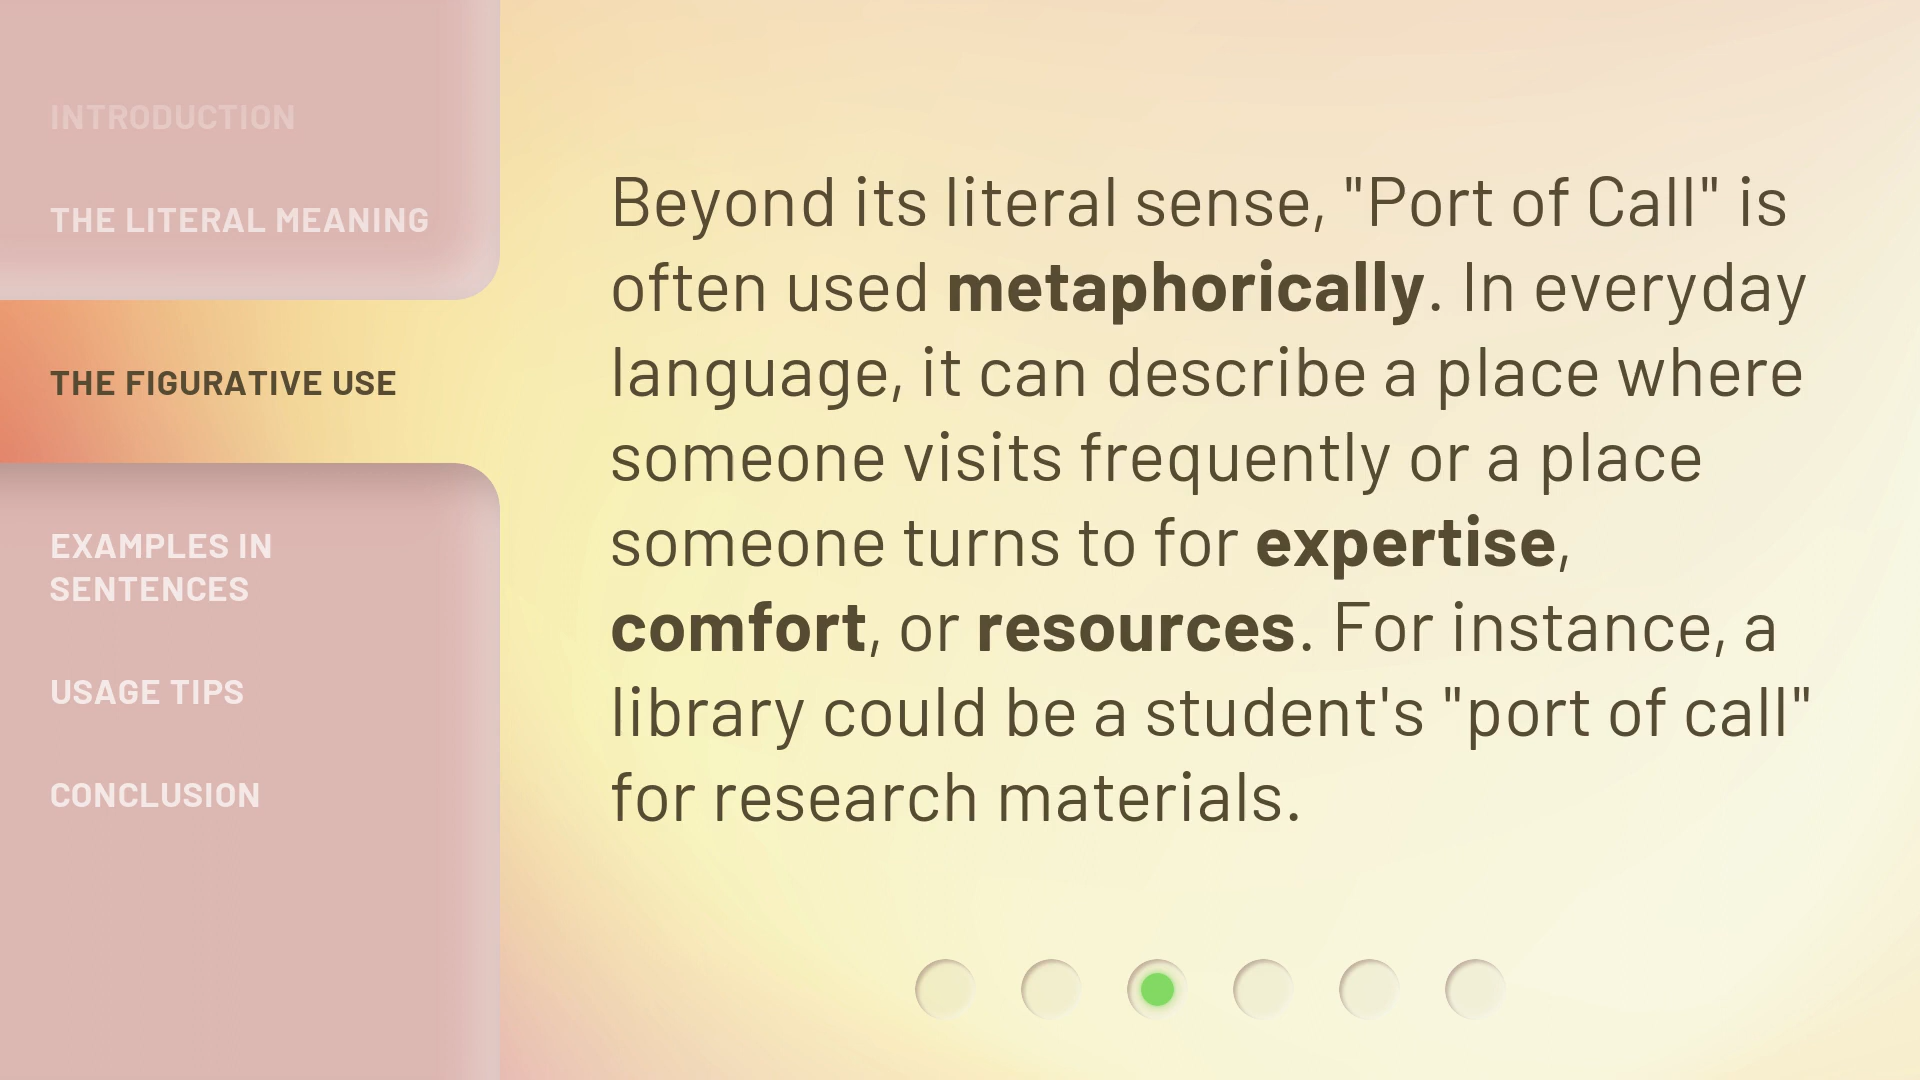 INTRODUCTION
THE LITERAL MEANING
THE FIGURATIVE USE
EXAMPLES IN
SENTENCES
USAGE TIPS
CONCLUSION
Beyond its literal sense, "Port of Call" is
often used metaphorically. In everyday
language, it can describe a place where
someone visits frequently or a place
someone turns to for expertise,
comfort, or resources. For instance, a
library could be a student's "port of call"
for research materials.